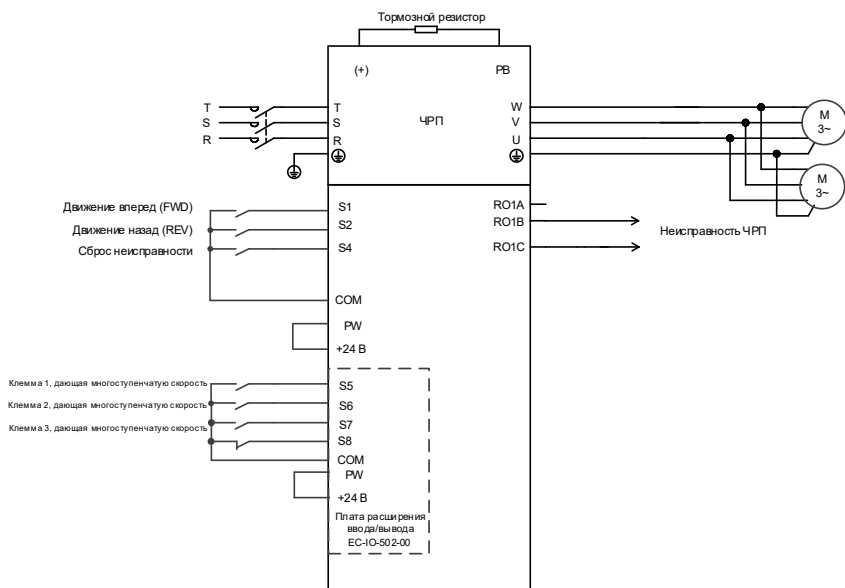 Тормозной резистор
(+)
PB
T
T
W
M
3~
S
S
ЧРП
V
R
R
U
M
3~
Движение вперед (FWD)
S1
RO1A
Движение назад (REV)
S2
RO1B
Неисправность ЧРП
Сброс неисправности
S4
RO1C
COM
PW
+24 В
Клемма 1, дающая многоступенчатую скорость
S5
Клемма 2, дающая многоступенчатую скорость
S6
Клемма 3, дающая многоступенчатую скорость
S7
S8
COM
PW
+24 В
Плата расширения
ввода/вывода
EC-IO-502-00